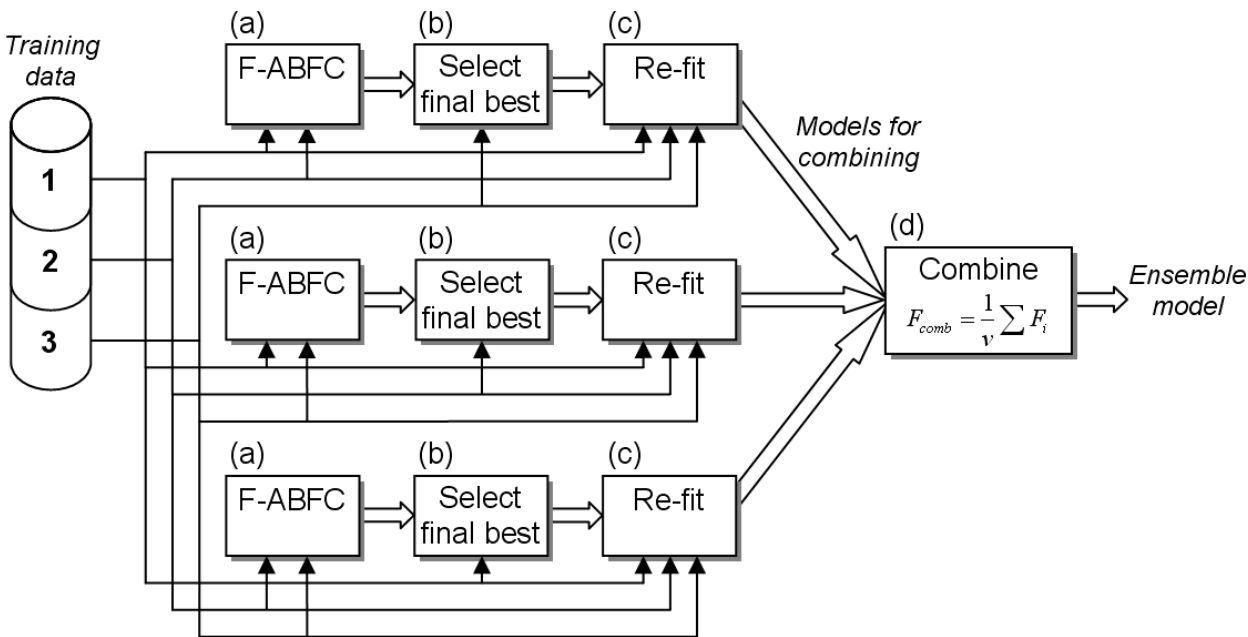 Training
data
1
2
3
(a)
F-ABFC
(b)
Select
final best
(c)
Re-fit
(a)
F-ABFC
(b)
Select
final best
(c)
Re-fit
(a)
F-ABFC
(b)
Select
final best
(c)
Re-fit
Models for
combining
(d)
Combine
F_comb = 1/v ∑ F_i
Ensemble
model